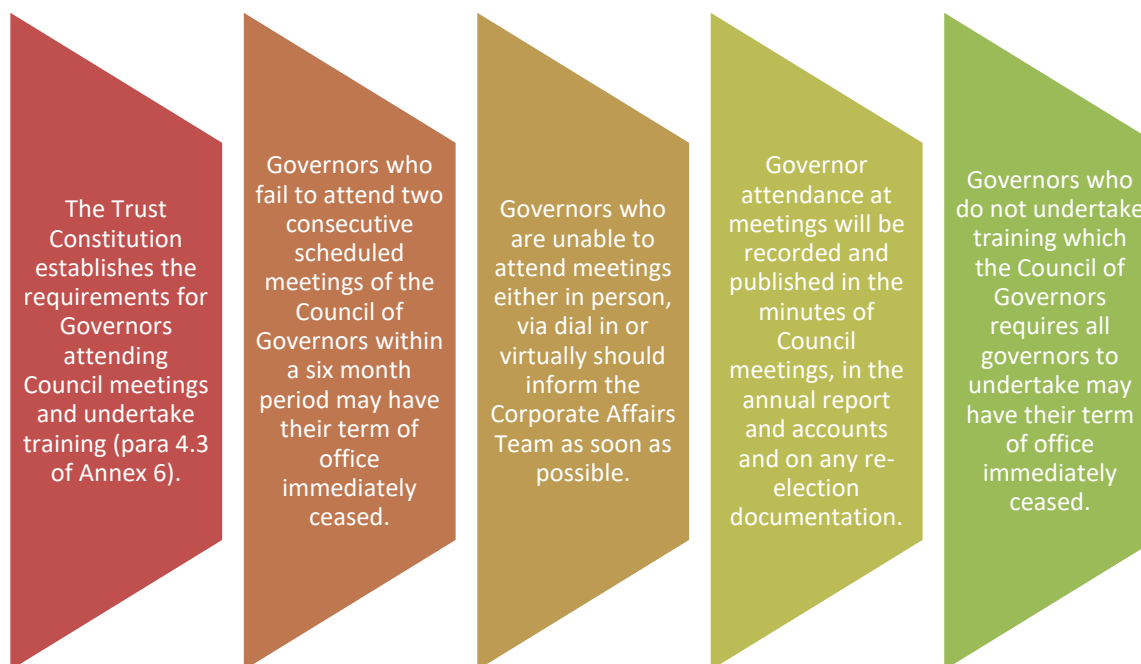 The Trust
Constitution
establishes the
requirements for
Governors
attending
Council meetings
and undertake
training (para 4.3
of Annex 6).
Governors who
fail to attend two
consecutive
scheduled
meetings of the
Council of
Governors within
a six month
period may have
their term of
office
immediately
ceased.
Governors who
are unable to
attend meetings
either in person,
via dial in or
virtually should
inform the
Corporate Affairs
Team as soon as
possible.
Governor
attendance at
meetings will be
recorded and
published in the
minutes of
Council
meetings, in the
annual report
and accounts
and on any re-
election
documentation.
Governors who
do not undertake
training which
the Council of
Governors
requires all
governors to
undertake may
have their term
of office
immediately
ceased.